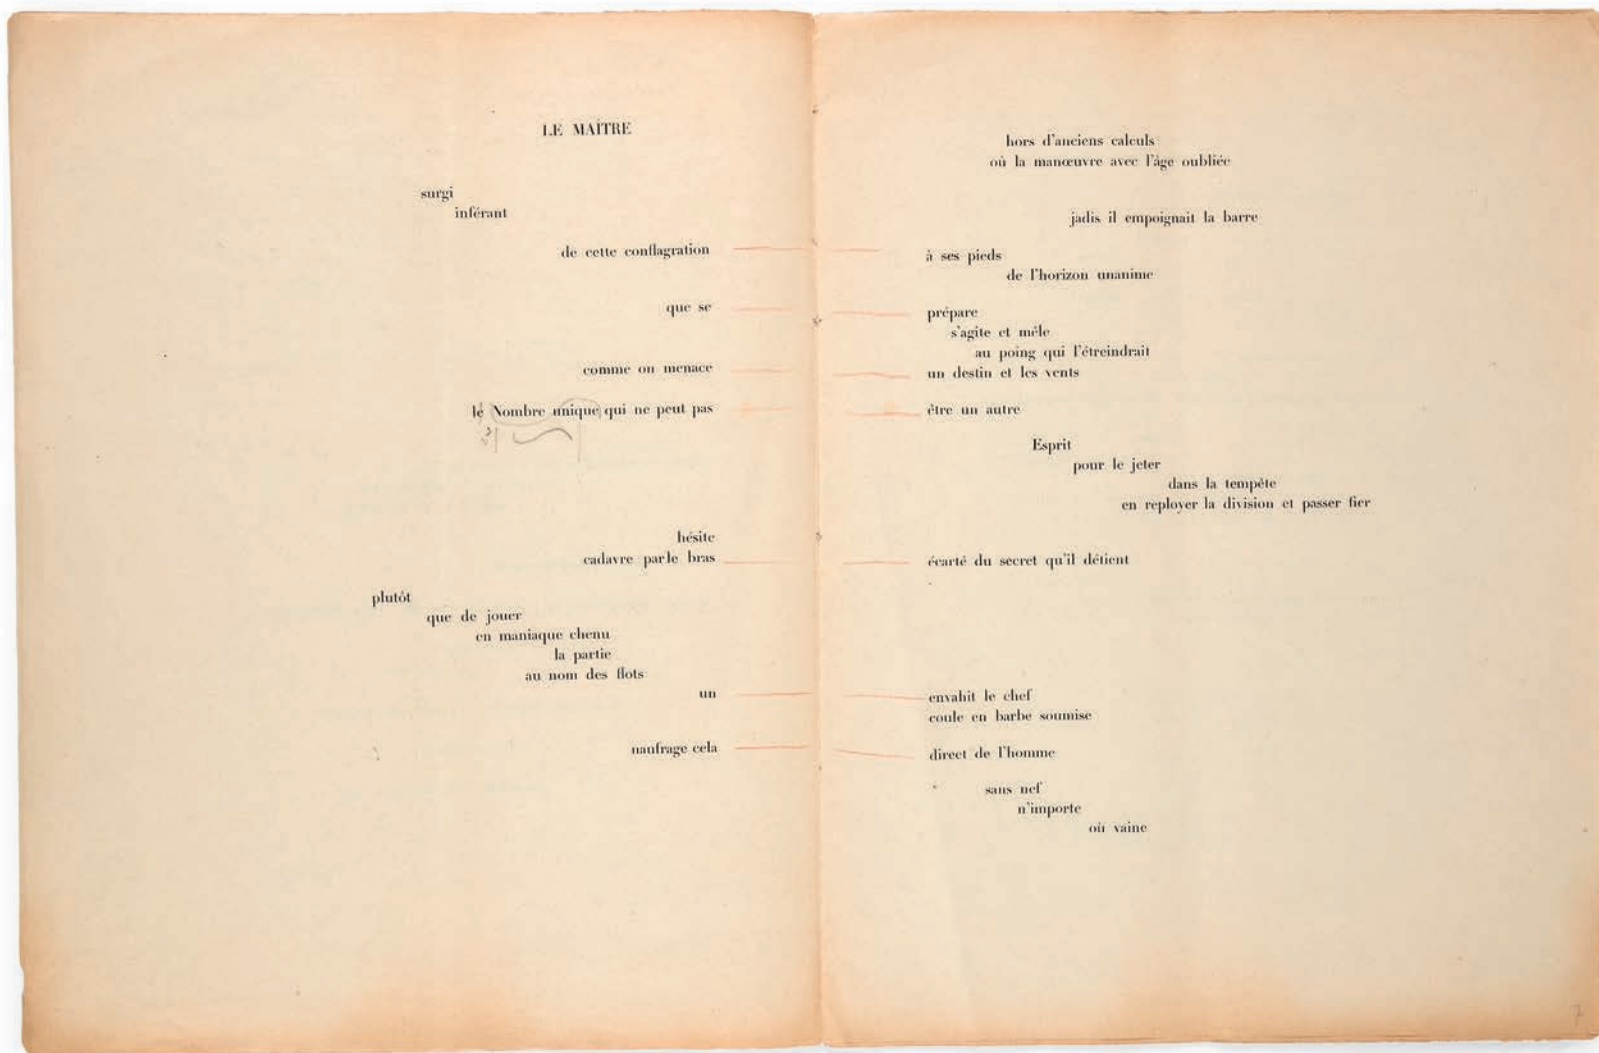 LE MAÎTRE
hors d'anciens calculs
où la manœuvre avec l'âge oubliée
surgi
inférant
jadis il empoignait la barre
de cette conflagration à ses pieds
de l'horizon unanime
que se prépare
s'agite et mêle
au poing qui l'étreindrait
comme on menace un destin et les vents
le Nombre unique qui ne peut pas être un autre
Esprit
pour le jeter
dans la tempête
en reployer la division et passer fier
hésite
cadavre parle bras écarté du secret qu'il détient
plutôt
que de jouer
en maniaque chenu
la partie
au nom des flots
un envahit le chef
coule en barbe soumise
naufrage cela direct de l'homme
sans nef
n'importe
où vaine
7